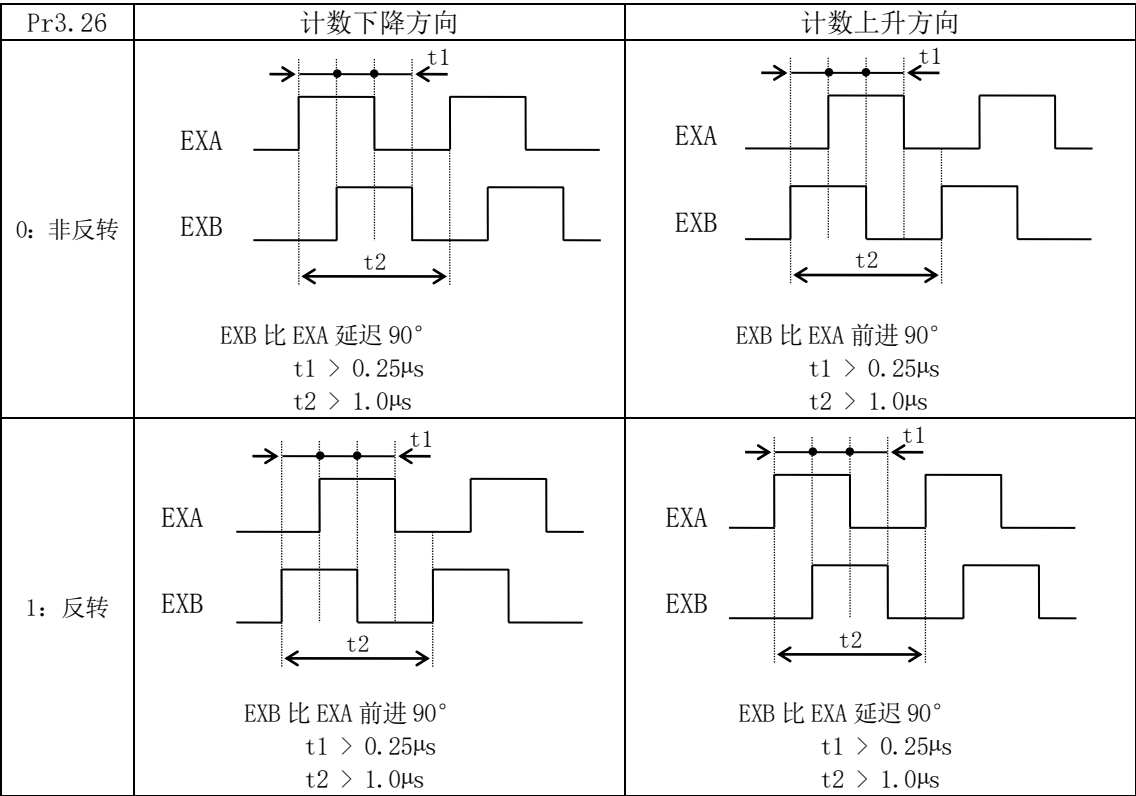 Pr3.26 计数下降方向 计数上升方向
0：非反转
t1
EXA
EXB
t2
EXB 比 EXA 延迟 90°
t1 > 0.25μs
t2 > 1.0μs
t1
EXA
EXB
t2
EXB 比 EXA 前进 90°
t1 > 0.25μs
t2 > 1.0μs
1：反转
t1
EXA
EXB
t2
EXB 比 EXA 前进 90°
t1 > 0.25μs
t2 > 1.0μs
t1
EXA
EXB
t2
EXB 比 EXA 延迟 90°
t1 > 0.25μs
t2 > 1.0μs